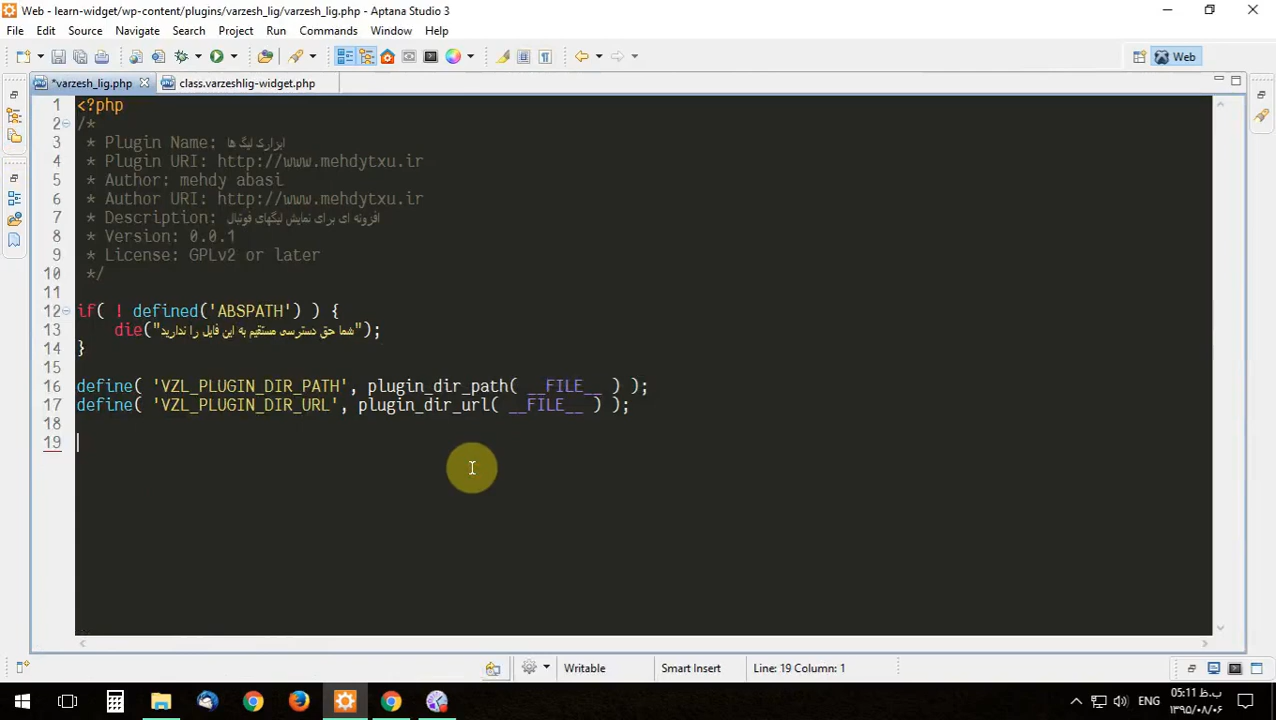 Web - learn-widget/wp-content/plugins/varzesh_lig/varzesh_lig.php - Aptana Studio 3
File Edit Source Navigate Search Project Run Commands Window Help
Web
*varzesh_lig.php class.varzeshlig-widget.php
1 <?php
2 /*
3 * Plugin Name: ابزارک لیگ ها
4 * Plugin URI: http://www.mehdytxu.ir
5 * Author: mehdy abasi
6 * Author URI: http://www.mehdytxu.ir
7 * Description: افزونه ای برای نمایش لیگهای فوتبال
8 * Version: 0.0.1
9 * License: GPLv2 or later
10 */
11
12 if( ! defined('ABSPATH') ) {
13 die("شما حق دسترسی مستقیم به این فایل را ندارید");
14 }
15
16 define( 'VZL_PLUGIN_DIR_PATH', plugin_dir_path( __FILE__ ) );
17 define( 'VZL_PLUGIN_DIR_URL', plugin_dir_url( __FILE__ ) );
18
19
Writable Smart Insert Line: 19 Column: 1
ENG 05:11 ب.ظ
۱۳۹۵/۰۸/۰۶